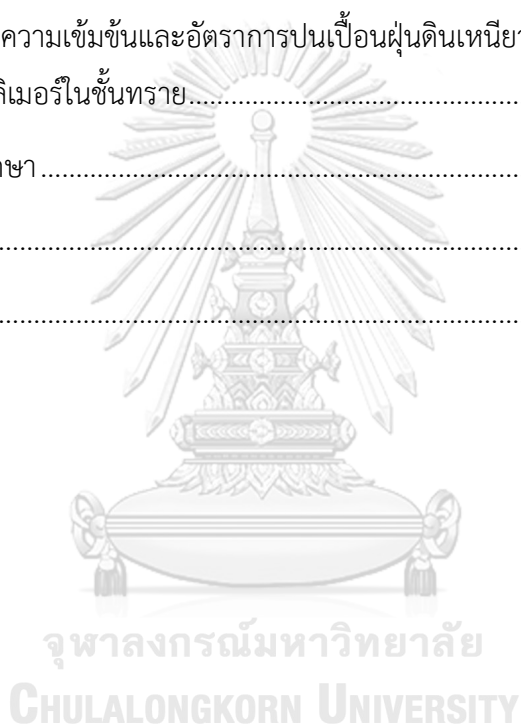 ความเข้มข้นและอัตราการปนเปื้อนฝุ่นดินเหนียว
ลิเมอร์ในชั้นทราย.......................................................
ษา.................................................................................
.......................................................................................
.......................................................................................
จุฬาลงกรณ์มหาวิทยาลัย
CHULALONGKORN UNIVERSITY